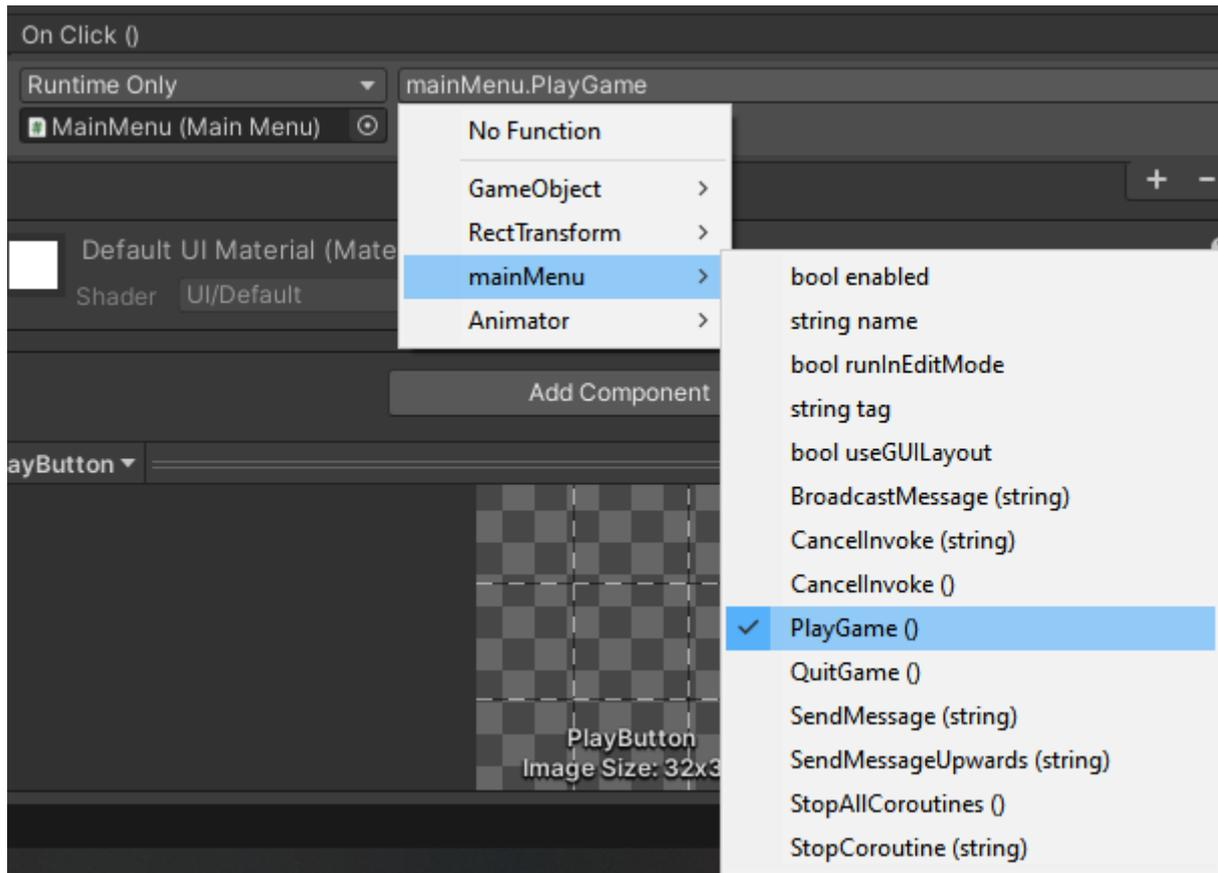 On Click ()
Runtime Only
mainMenu.PlayGame
MainMenu (Main Menu)
No Function
GameObject
RectTransform
mainMenu
Animator
Default UI Material (Mate
Shader
UI/Default
Add Component
ayButton
bool enabled
string name
bool runInEditMode
string tag
bool useGUILayout
BroadcastMessage (string)
CancelInvoke (string)
CancelInvoke ()
PlayGame ()
QuitGame ()
SendMessage (string)
SendMessageUpwards (string)
StopAllCoroutines ()
StopCoroutine (string)
PlayButton
Image Size: 32x3